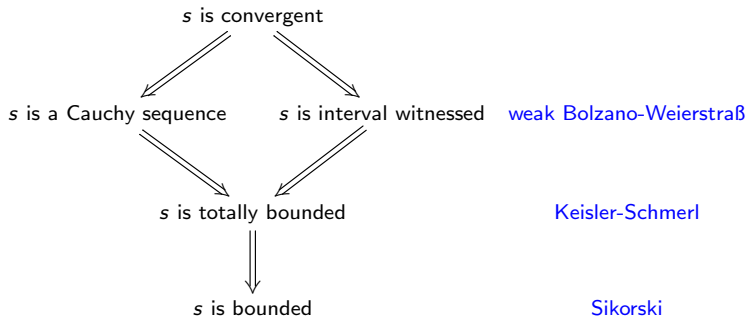 s is convergent
s is a Cauchy sequence s is interval witnessed weak Bolzano-Weierstraß
s is totally bounded Keisler-Schmerl
s is bounded Sikorski